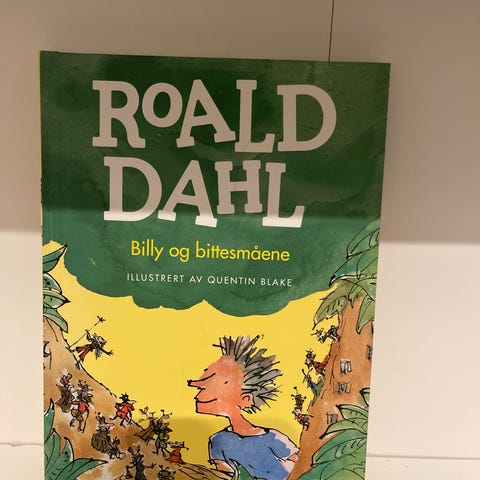 ROALD
DAHL
Billy og bittesmåene
ILLUSTRERT AV QUENTIN BLAKE